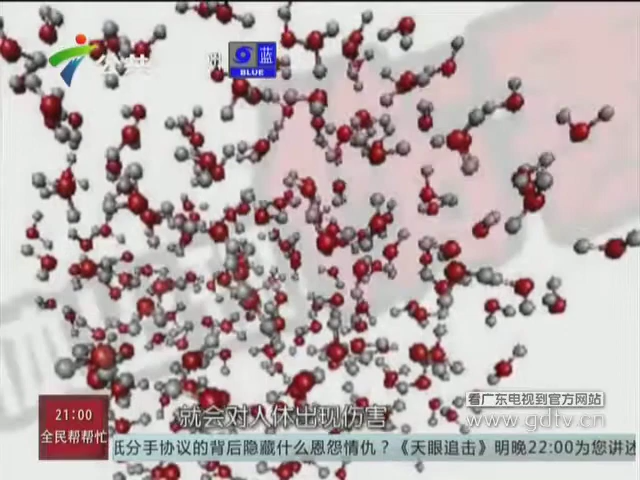 公共
蓝
BLUE
就会对人体出现伤害
看广东电视到官方网站
www.gdtv.cn
21:00
全民帮帮忙
氏分手协议的背后隐藏什么恩怨情仇?《天眼追击》明晚22:00为您讲述